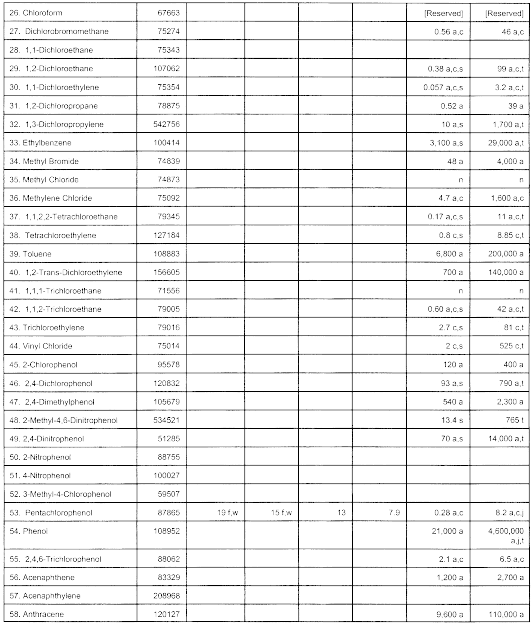 26. Chloroform 67663 [Reserved] [Reserved]
27. Dichlorobromomethane 75274 0.56 a,c 46 a,c
28. 1,1-Dichloroethane 75343
29. 1,2-Dichloroethane 107062 0.38 a,c,s 99 a,c,t
30. 1,1-Dichloroethylene 75354 0.057 a,c,s 3.2 a,c,t
31. 1,2-Dichloropropane 78875 0.52 a 39 a
32. 1,3-Dichloropropylene 542756 10 a,s 1,700 a,t
33. Ethylbenzene 100414 3,100 a,s 29,000 a,t
34. Methyl Bromide 74839 48 a 4,000 a
35. Methyl Chloride 74873 n n
36. Methylene Chloride 75092 4.7 a,c 1,600 a,c
37. 1,1,2,2-Tetrachloroethane 79345 0.17 a,c,s 11 a,c,t
38. Tetrachloroethylene 127184 0.8 c,s 8.85 c,t
39. Toluene 108883 6,800 a 200,000 a
40. 1,2-Trans-Dichloroethylene 156605 700 a 140,000 a
41. 1,1,1-Trichloroethane 71556 n n
42. 1,1,2-Trichloroethane 79005 0.60 a,c,s 42 a,c,t
43. Trichloroethylene 79016 2.7 c,s 81 c,t
44. Vinyl Chloride 75014 2 c,s 525 c,t
45. 2-Chlorophenol 95578 120 a 400 a
46. 2,4-Dichlorophenol 120832 93 a,s 790 a,t
47. 2,4-Dimethylphenol 105679 540 a 2,300 a
48. 2-Methyl-4,6-Dinitrophenol 534521 13.4 s 765 t
49. 2,4-Dinitrophenol 51285 70 a,s 14,000 a,t
50. 2-Nitrophenol 88755
51. 4-Nitrophenol 100027
52. 3-Methyl-4-Chlorophenol 59507
53. Pentachlorophenol 87865 19 f,w 15 f,w 13 7.9 0.28 a,c 8.2 a,c,j
54. Phenol 108952 21,000 a 4,600,000
a,j,t
55. 2,4,6-Trichlorophenol 88062 2.1 a,c 6.5 a,c
56. Acenaphthene 83329 1,200 a 2,700 a
57. Acenaphthylene 208968
58. Anthracene 120127 9,600 a 110,000 a